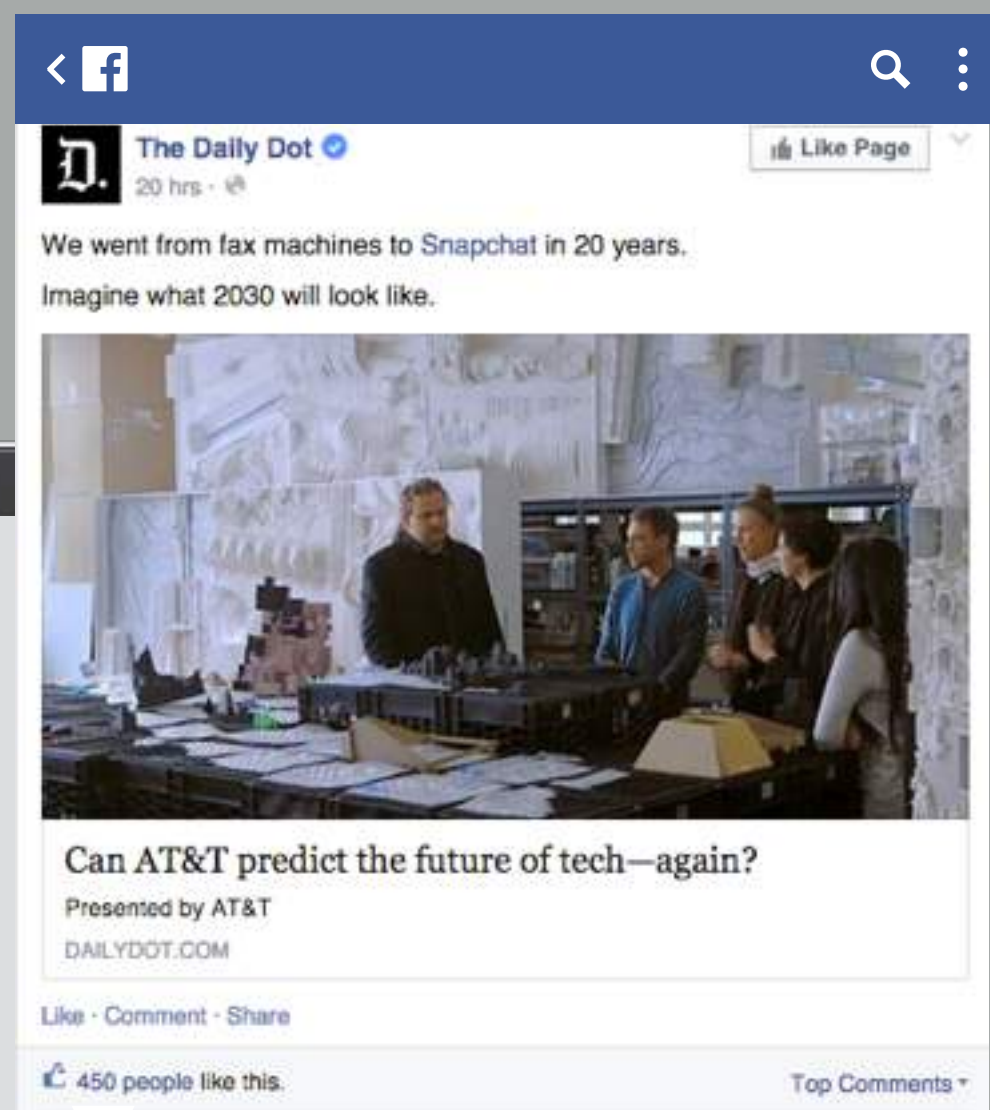 D.
The Daily Dot
Like Page
20 hrs ·
We went from fax machines to Snapchat in 20 years.
Imagine what 2030 will look like.
Can AT&T predict the future of tech—again?
Presented by AT&T
DAILYDOT.COM
Like · Comment · Share
450 people like this.
Top Comments